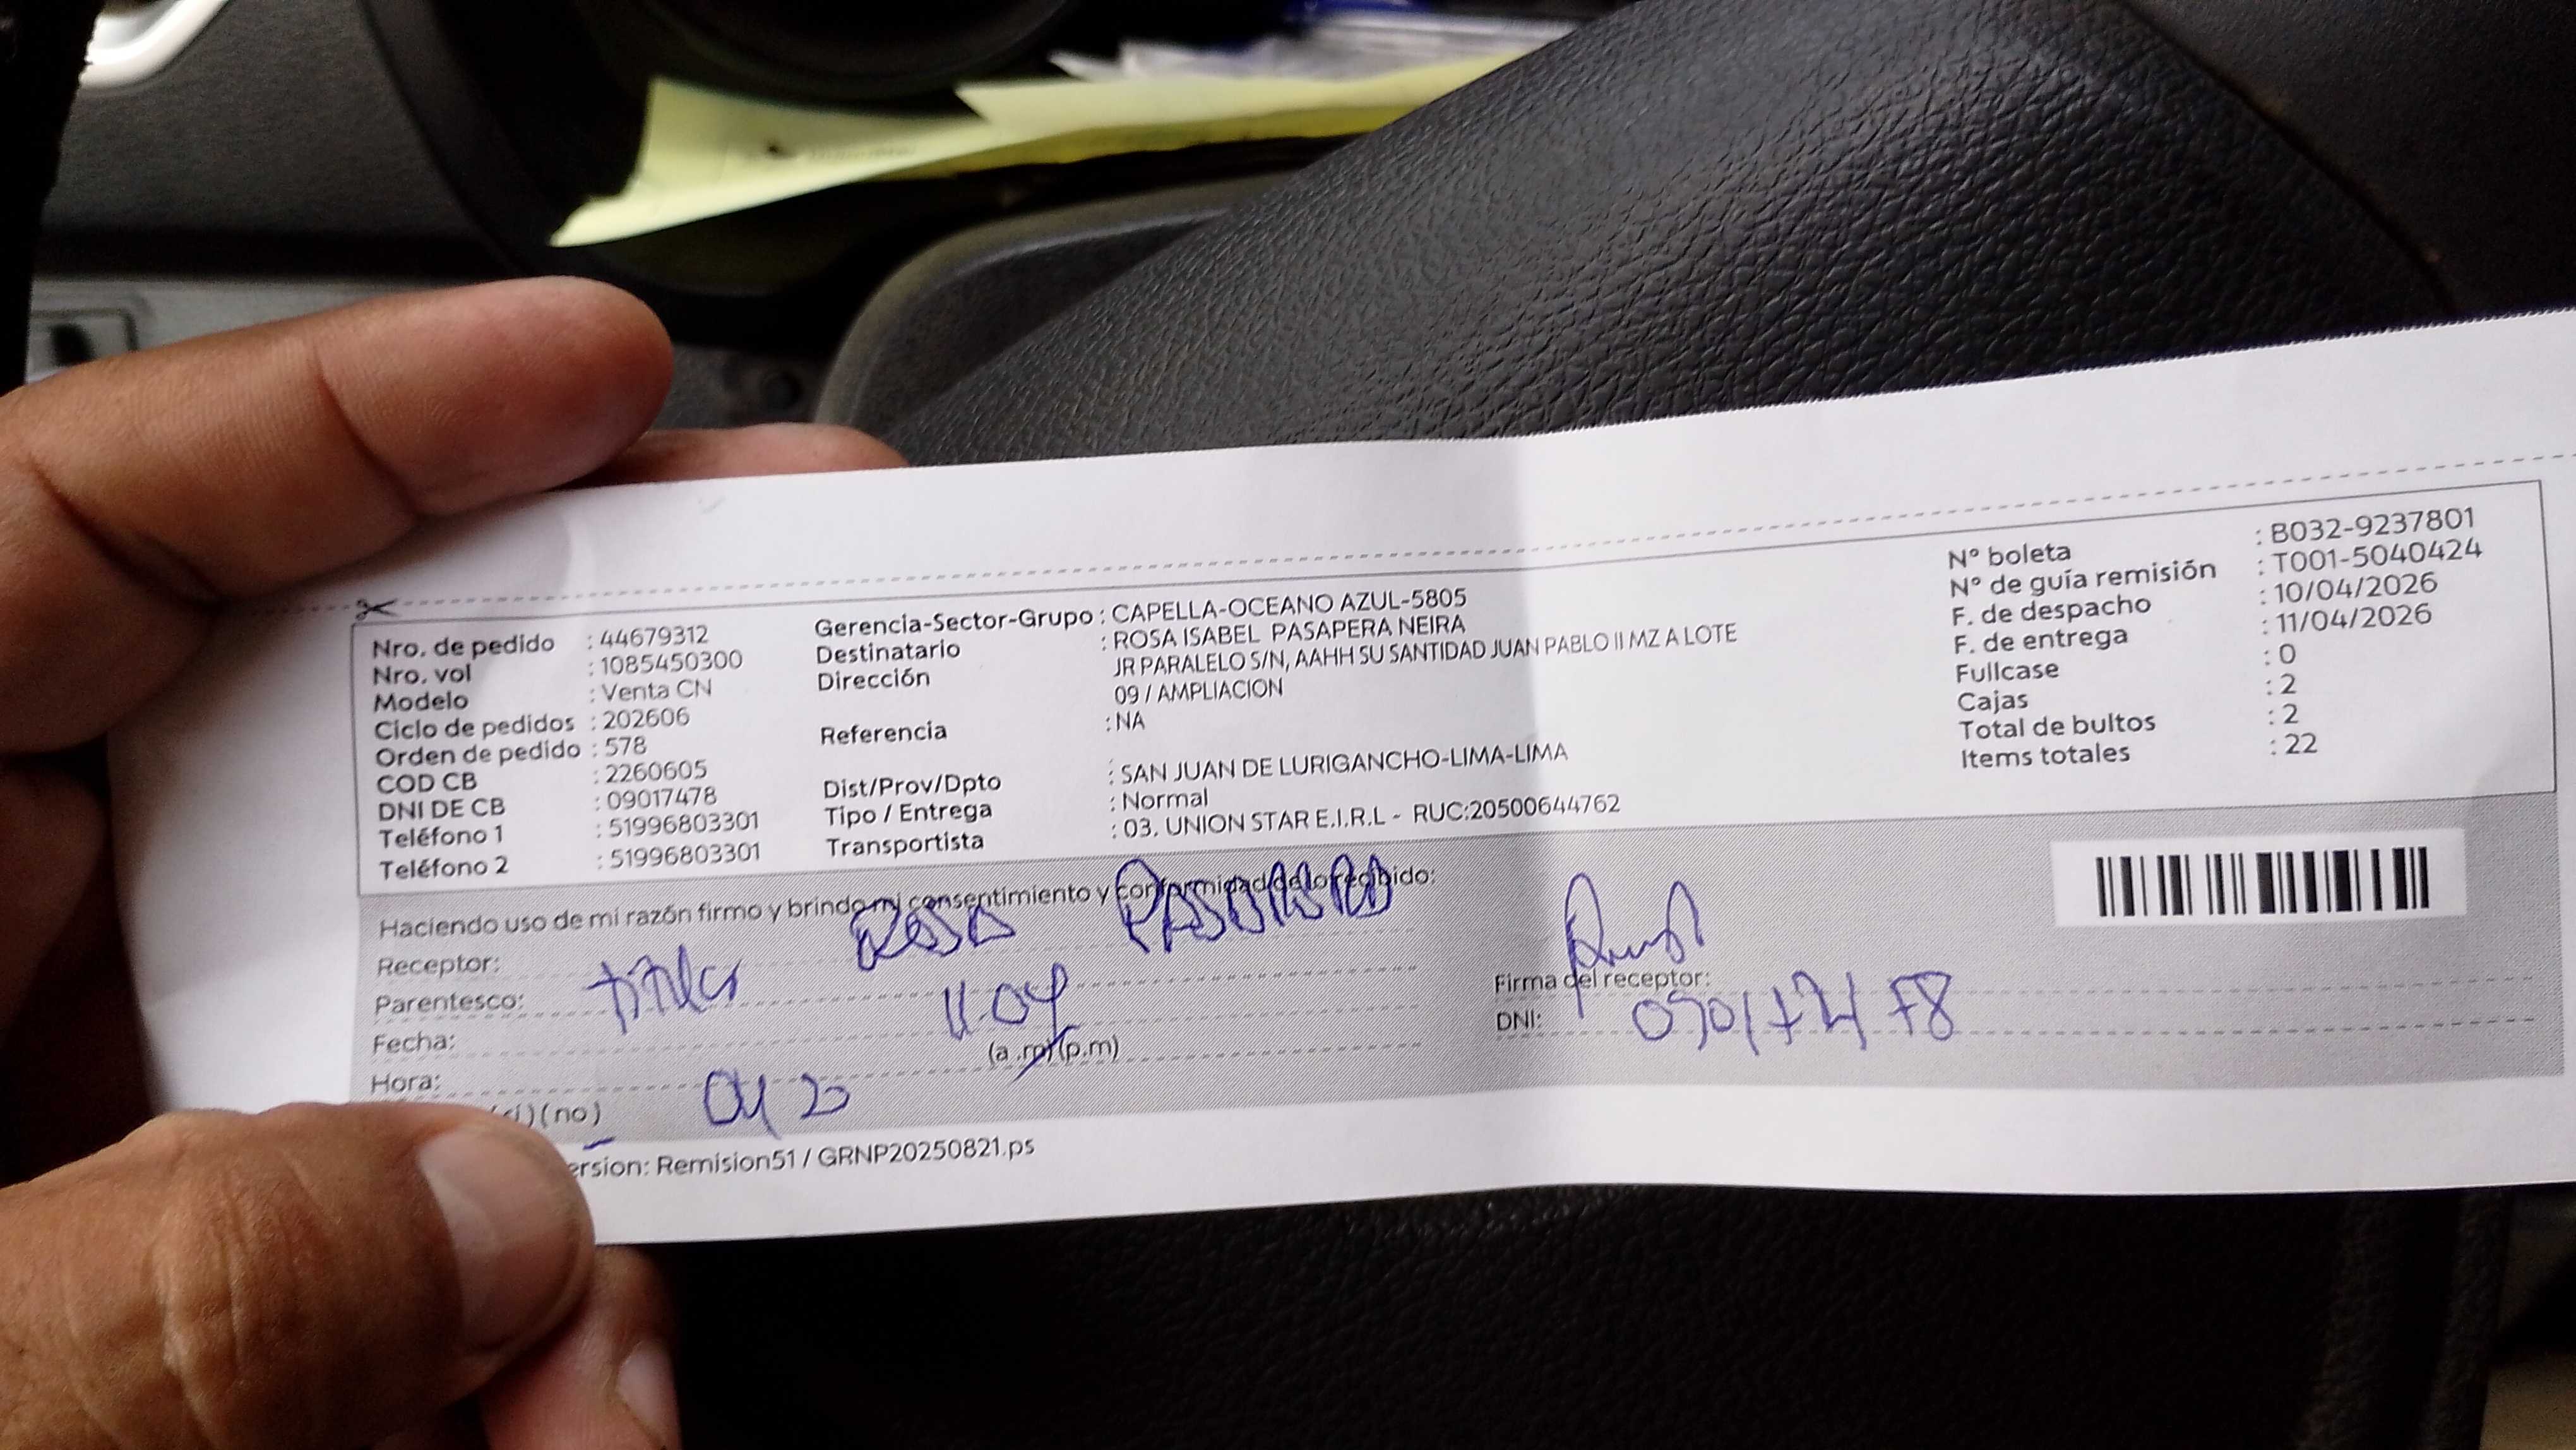 Nro. de pedido : 44679312
Nro. vol : 1085450300
Modelo : Venta CN
Ciclo de pedidos : 202606
Orden de pedido : 578
COD CB : 2260605
DNI DE CB : 09017478
Teléfono 1 : 51996803301
Teléfono 2 : 51996803301
Gerencia-Sector-Grupo : CAPELLA-OCEANO AZUL-5805
Destinatario : ROSA ISABEL PASAPERA NEIRA
Dirección JR PARALELO S/N, AAHH SU SANTIDAD JUAN PABLO II MZ A LOTE
09 / AMPLIACION
Referencia : NA
Dist/Prov/Dpto : SAN JUAN DE LURIGANCHO-LIMA-LIMA
Tipo / Entrega : Normal
Transportista : 03. UNION STAR E.I.R.L - RUC:20500644762
N° boleta : B032-9237801
N° de guía remisión : T001-5040424
F. de despacho : 10/04/2026
F. de entrega : 11/04/2026
Fullcase : 0
Cajas : 2
Total de bultos : 2
Items totales : 22
Haciendo uso de mi razón firmo y brindo mi consentimiento y conformidad de lo recibido:
Receptor: ROSA
Parentesco:
Fecha: 11.04
Hora: 04 20 (a .m) (p.m)
(no)
Firma del receptor:
DNI: 09017478
ersion: Remision51 / GRNP20250821.ps